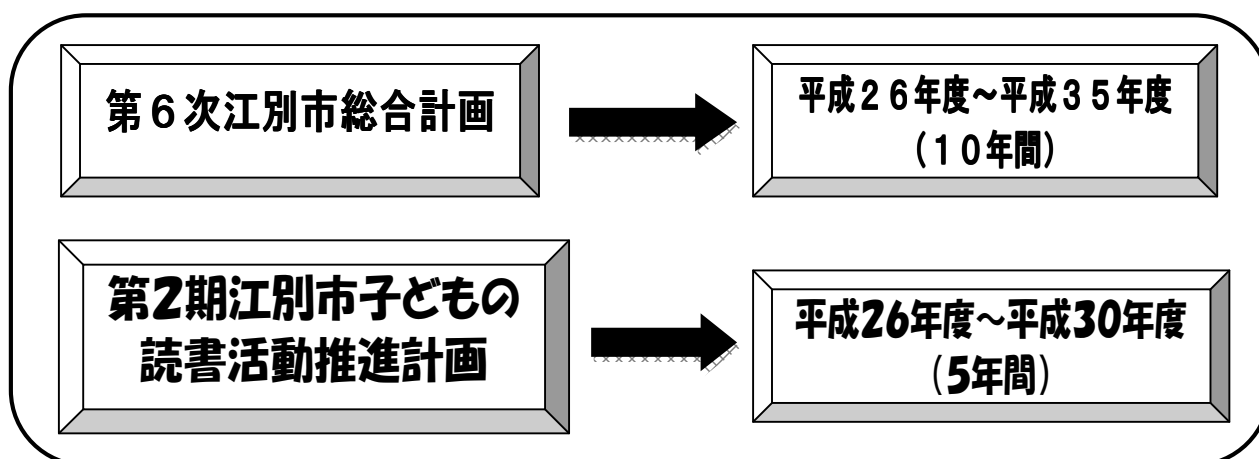 第６次江別市総合計画
平成２６年度～平成３５年度
（１０年間）
第2期江別市子どもの
読書活動推進計画
平成26年度～平成30年度
（5年間）